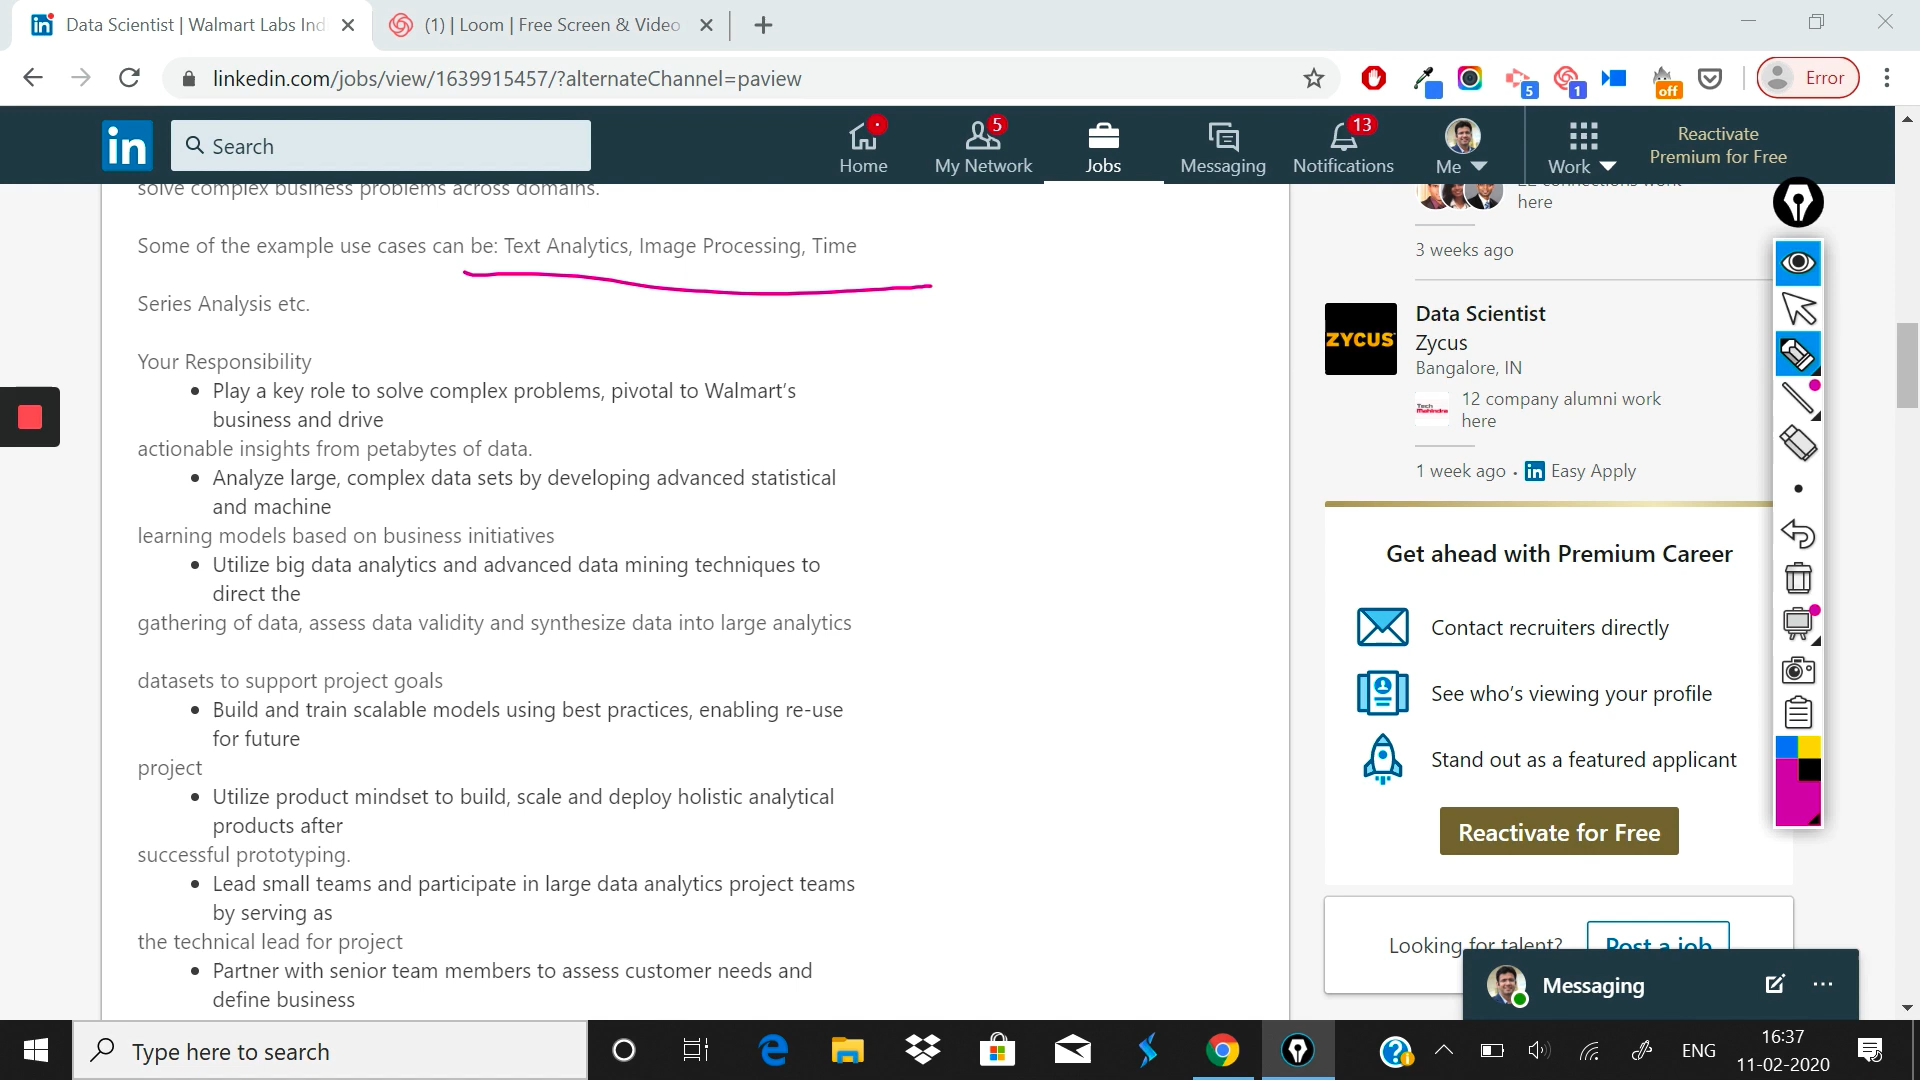 Data Scientist | Walmart Labs Ind
(1) | Loom | Free Screen & Video
linkedin.com/jobs/view/1639915457/?alternateChannel=paview
5
1
off
Error
in
Search
Home
5
My Network
Jobs
Messaging
13
Notifications
Me
Work
Reactivate
Premium for Free
solve complex business problems across domains.
Some of the example use cases can be: Text Analytics, Image Processing, Time
Series Analysis etc.
Your Responsibility
• Play a key role to solve complex problems, pivotal to Walmart's
business and drive
actionable insights from petabytes of data.
• Analyze large, complex data sets by developing advanced statistical
and machine
learning models based on business initiatives
• Utilize big data analytics and advanced data mining techniques to
direct the
gathering of data, assess data validity and synthesize data into large analytics
datasets to support project goals
• Build and train scalable models using best practices, enabling re-use
for future
project
• Utilize product mindset to build, scale and deploy holistic analytical
products after
successful prototyping.
• Lead small teams and participate in large data analytics project teams
by serving as
the technical lead for project
• Partner with senior team members to assess customer needs and
define business
22 connections work
here
3 weeks ago
ZYCUS
Data Scientist
Zycus
Bangalore, IN
Tech
Mahindra
12 company alumni work
here
1 week ago • in Easy Apply
Get ahead with Premium Career
Contact recruiters directly
See who's viewing your profile
Stand out as a featured applicant
Reactivate for Free
Looking for talent?
Post a job
Messaging
Type here to search
ENG
16:37
11-02-2020